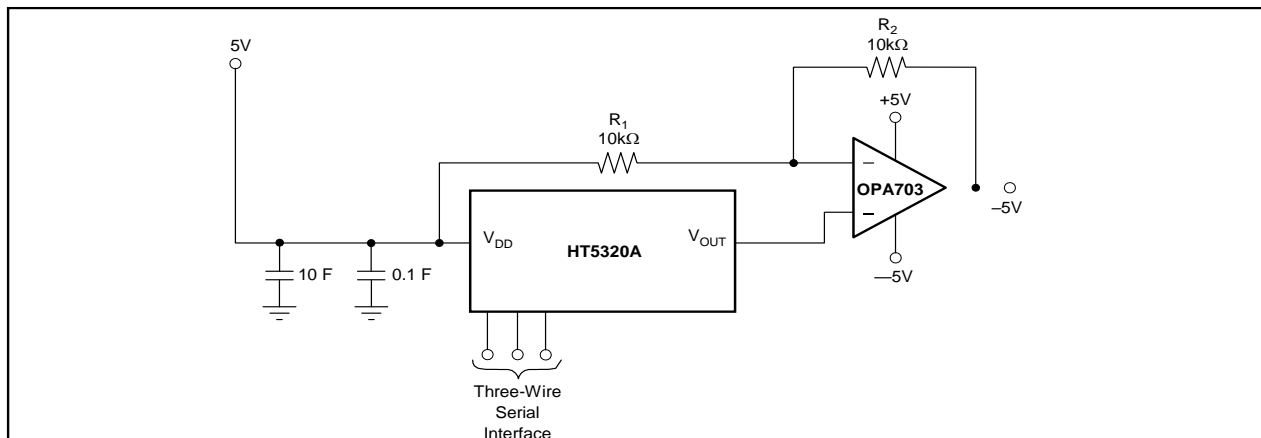 R2
10kΩ
5V
+5V
R1
10kΩ
−
OPA703
−
–5V
VDD
HT5320A
VOUT
10 F
0.1 F
—5V
Three-Wire
Serial
Interface